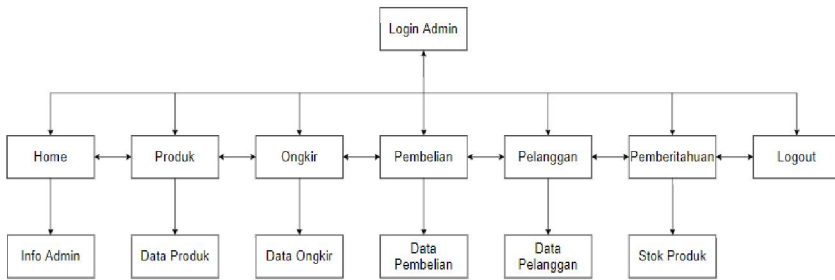 Login Admin
Home
Produk
Ongkir
Pembelian
Pelanggan
Pemberitahuan
Logout
Info Admin
Data Produk
Data Ongkir
Data
Pembelian
Data
Pelanggan
Stok Produk